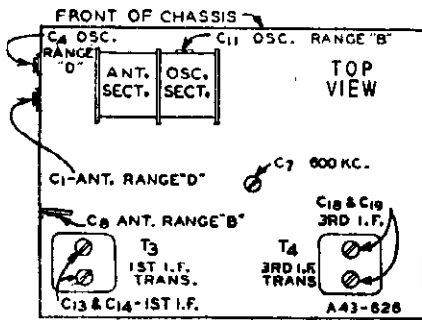 FRONT OF CHASSIS
C4 OSC.
RANGE
"D"
C11 OSC. RANGE "B"
ANT.
SECT.
OSC.
SECT.
TOP
VIEW
C1-ANT. RANGE "D"
C7 600 KC.
C8 ANT. RANGE "B"
C18 & C19
3RD I.F.
T3
1ST I.F.
TRANS.
T4
3RD I.F.
TRANS
C13 & C14-1ST I.F.
A43-626